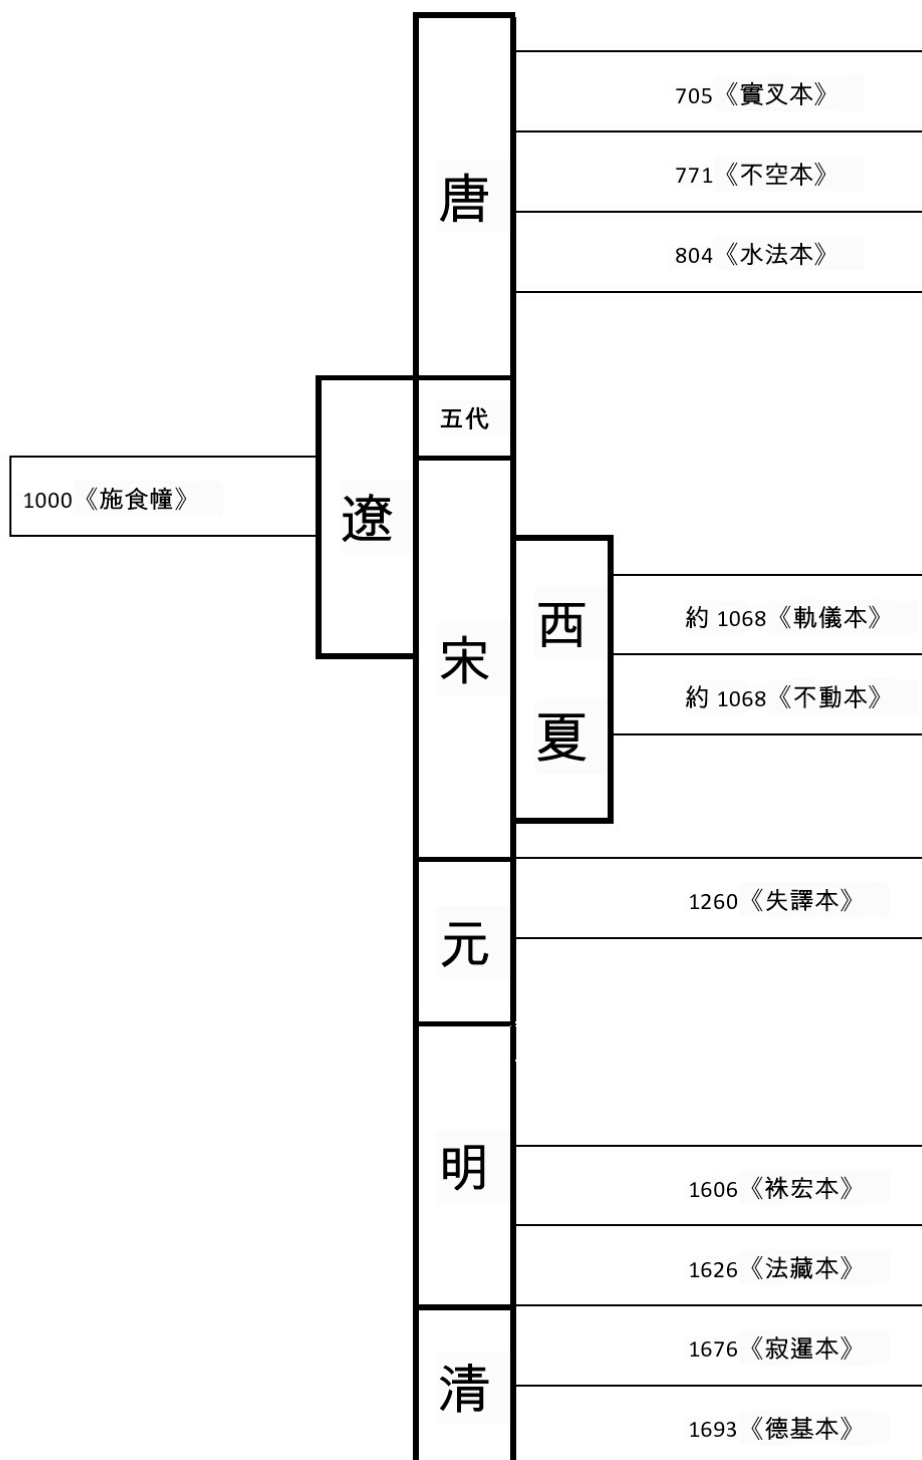 705《實叉本》
771《不空本》
唐
804《水法本》
五代
1000《施食幢》
遼
宋
西
夏
約 1068《軌儀本》
約 1068《不動本》
1260《失譯本》
元
明
1606《袾宏本》
1626《法藏本》
1676《寂暹本》
清
1693《德基本》